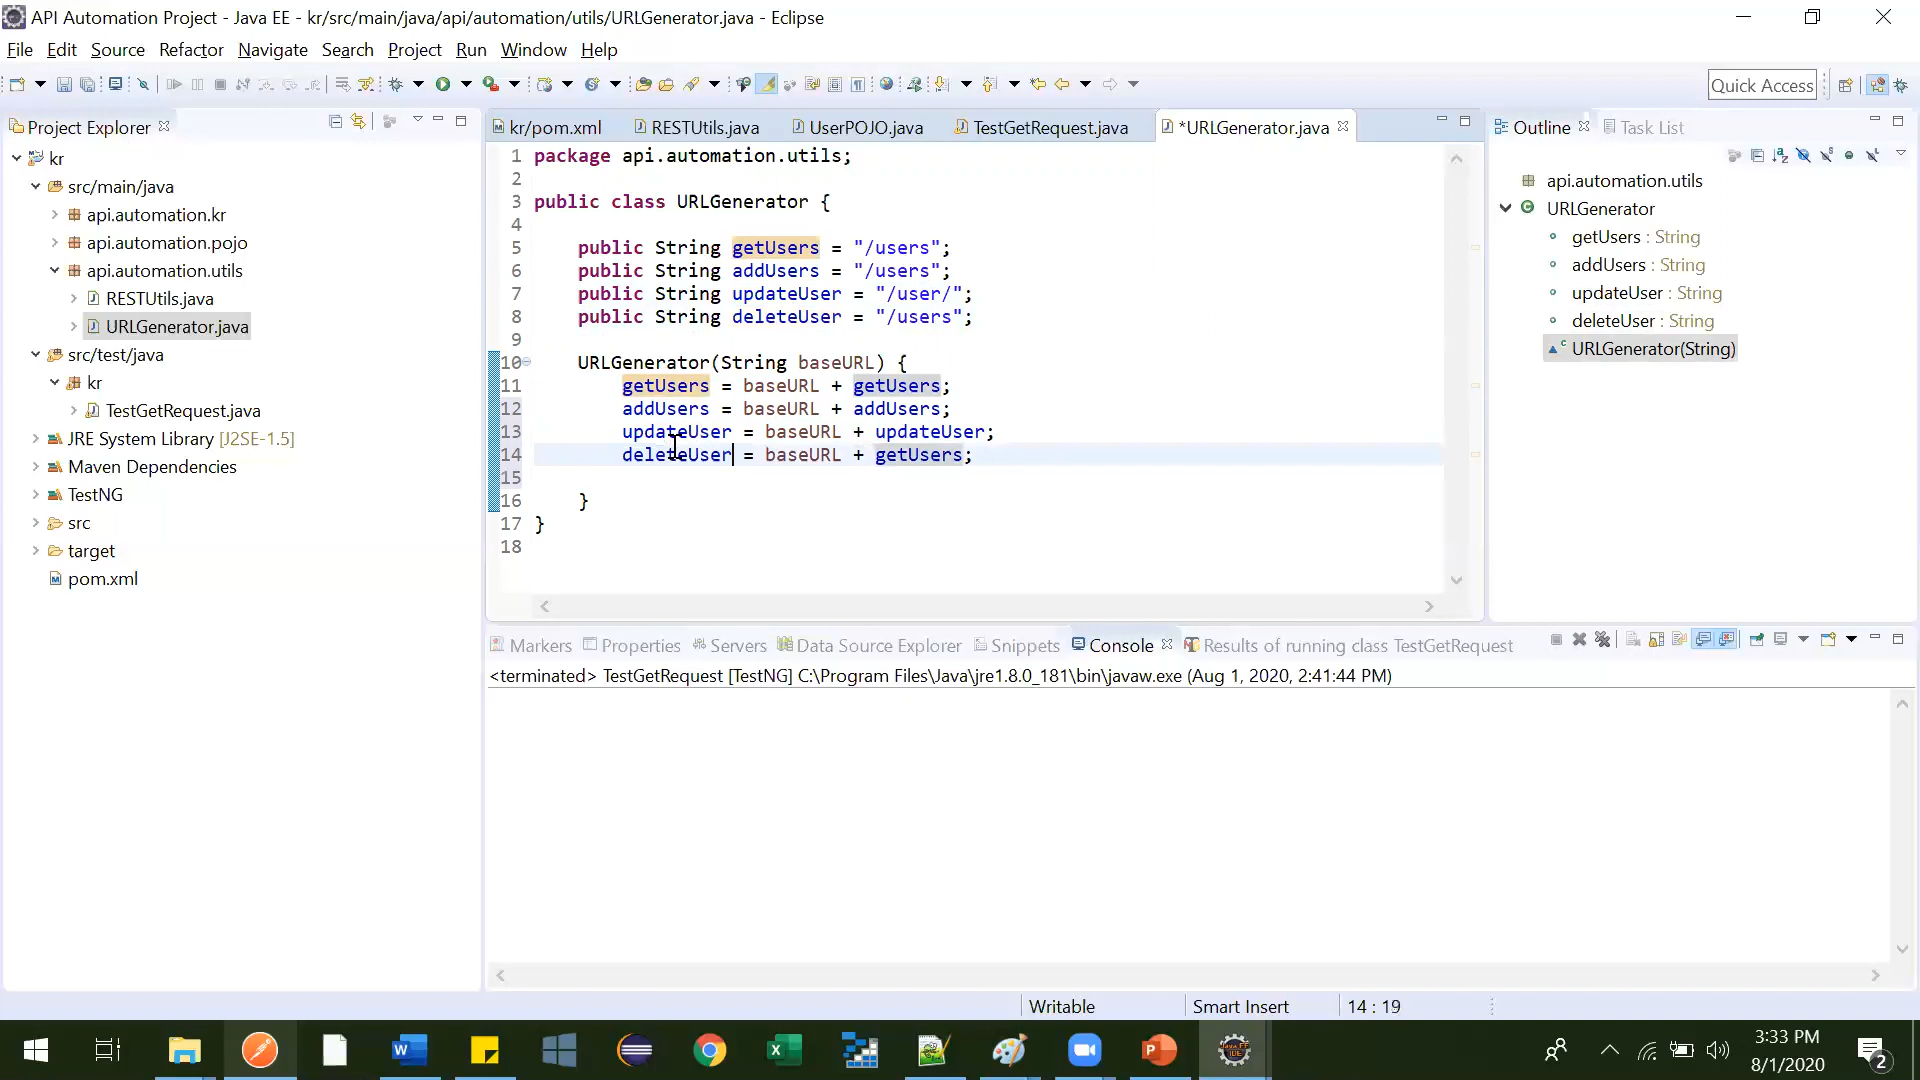 API Automation Project - Java EE - kr/src/main/java/api/automation/utils/URLGenerator.java - Eclipse
File Edit Source Refactor Navigate Search Project Run Window Help
Quick Access
Project Explorer
kr
src/main/java
api.automation.kr
api.automation.pojo
api.automation.utils
RESTUtils.java
URLGenerator.java
src/test/java
kr
TestGetRequest.java
JRE System Library [J2SE-1.5]
Maven Dependencies
TestNG
src
target
pom.xml
kr/pom.xml RESTUtils.java UserPOJO.java TestGetRequest.java *URLGenerator.java
1 package api.automation.utils;
2
3 public class URLGenerator {
4
5 public String getUsers = "/users";
6 public String addUsers = "/users";
7 public String updateUser = "/user/";
8 public String deleteUser = "/users";
9
10 URLGenerator(String baseURL) {
11 getUsers = baseURL + getUsers;
12 addUsers = baseURL + addUsers;
13 updateUser = baseURL + updateUser;
14 deleteUser = baseURL + getUsers;
15
16 }
17 }
18
Outline Task List
api.automation.utils
URLGenerator
getUsers : String
addUsers : String
updateUser : String
deleteUser : String
URLGenerator(String)
Markers Properties Servers Data Source Explorer Snippets Console Results of running class TestGetRequest
<terminated> TestGetRequest [TestNG] C:\Program Files\Java\jre1.8.0_181\bin\javaw.exe (Aug 1, 2020, 2:41:44 PM)
Writable Smart Insert 14 : 19
3:33 PM
8/1/2020
2